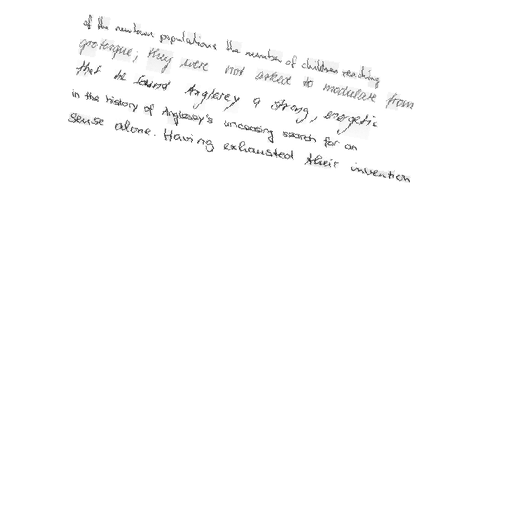 of the newtown populations the number of children reaching
grotesque; they were not asked to modulate from
that he found Anglesey a strong, energetic
in the history of Anglesey's unceasing search for an
sense alone. Having exhausted their invention